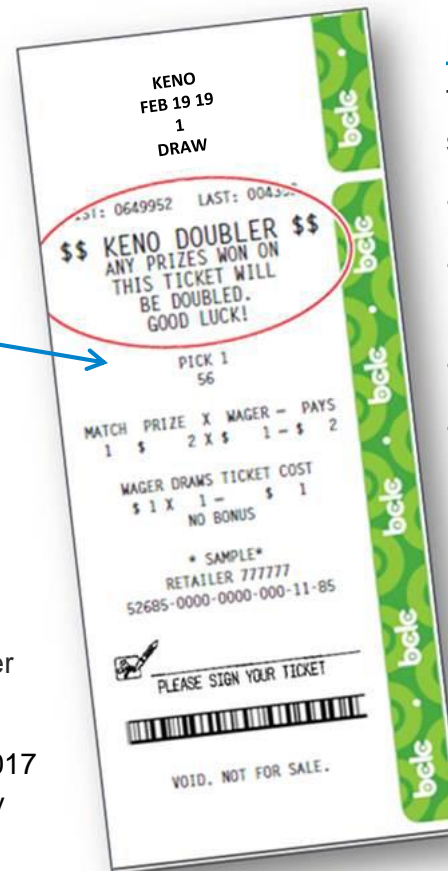 KENO
FEB 19 19
1
DRAW
0649952 LAST:
$$ KENO DOUBLER $$
ANY PRIZES WON ON
THIS TICKET WILL
BE DOUBLED.
GOOD LUCK!
PICK 1
56
MATCH PRIZE X WAGER - PAYS
1 $ 2 X $ 1 - $ 2
WAGER DRAWS TICKET COST
$ 1 X 1 - $ 1
NO BONUS
* SAMPLE*
RETAILER 777777
52685-0000-0000-000-11-85
PLEASE SIGN YOUR TICKET
VOID. NOT FOR SALE.
bclc
bclc
bclc
bclc
bclc
bclc